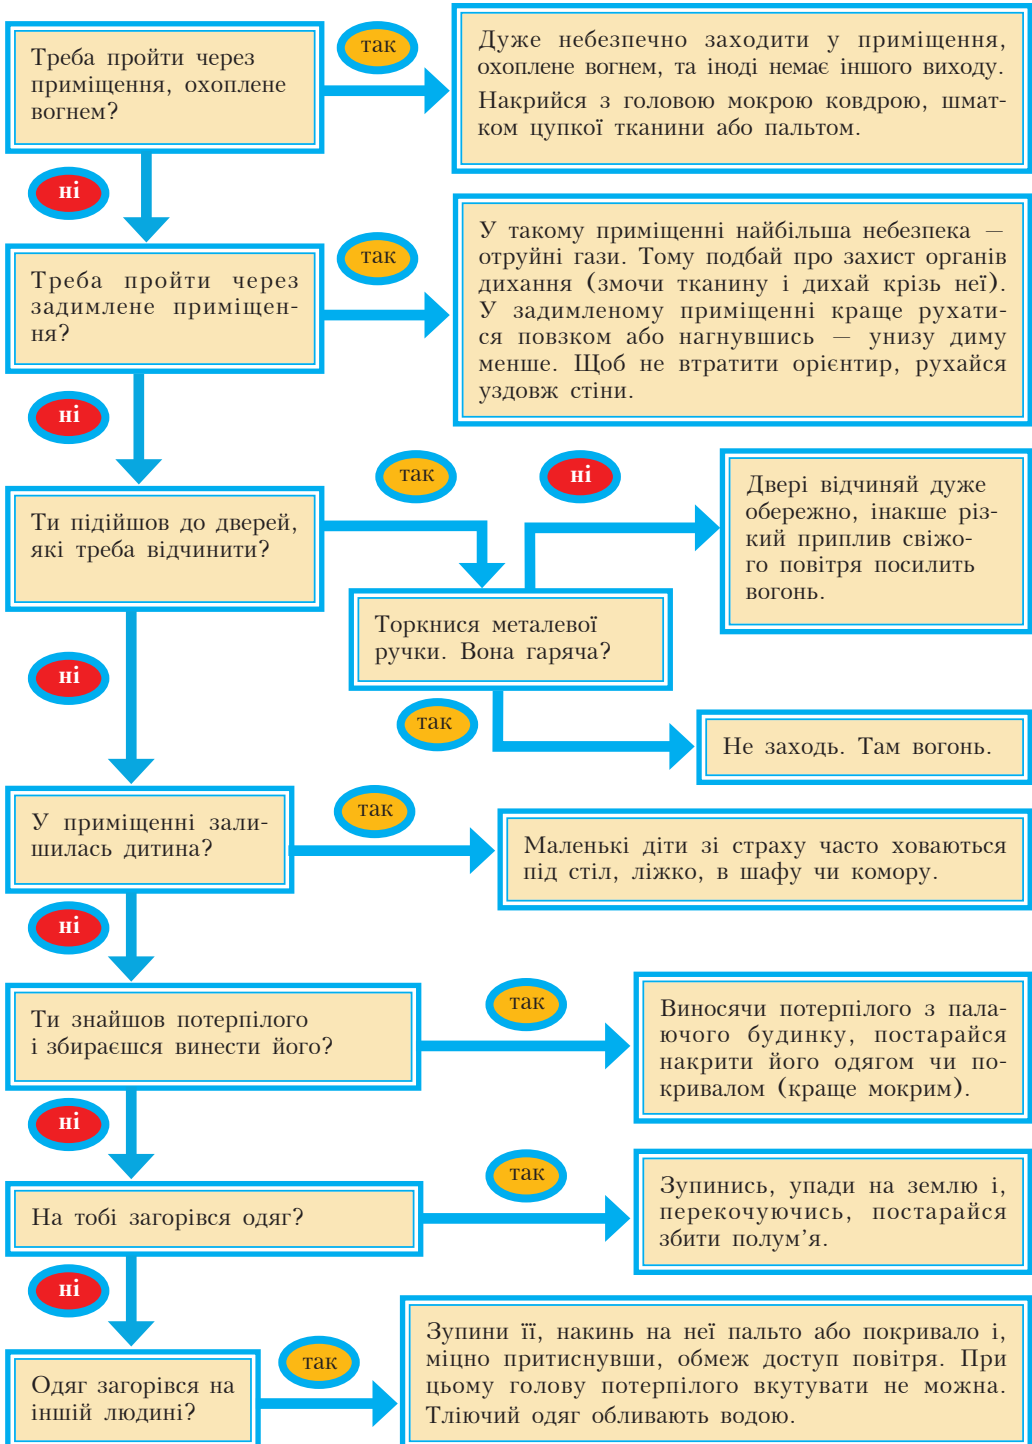 Треба пройти через
приміщення, охоплене
вогнем?
так
Дуже небезпечно заходити у приміщення,
охоплене вогнем, та іноді немає іншого виходу.
Накрийся з головою мокрою ковдрою, шмат-
ком цупкої тканини або пальтом.
ні
Треба пройти через
задимлене приміщен-
ня?
так
У такому приміщенні найбільша небезпека —
отруйні гази. Тому подбай про захист органів
дихання (змочи тканину і дихай крізь неї).
У задимленому приміщенні краще рухати-
ся повзком або нагнувшись — унизу диму
менше. Щоб не втратити орієнтир, рухайся
уздовж стіни.
ні
Ти підійшов до дверей,
які треба відчинити?
так
Торкнися металевої
ручки. Вона гаряча?
ні
Двері відчиняй дуже
обережно, інакше різ-
кий приплив свіжо-
го повітря посилить
вогонь.
так
Не заходь. Там вогонь.
ні
У приміщенні зали-
шилась дитина?
так
Маленькі діти зі страху часто ховаються
під стіл, ліжко, в шафу чи комору.
ні
Ти знайшов потерпілого
і збираєшся винести його?
так
Виносячи потерпілого з пала-
ючого будинку, постарайся
накрити його одягом чи по-
кривалом (краще мокрим).
ні
На тобі загорівся одяг?
так
Зупинись, упади на землю і,
перекочуючись, постарайся
збити полум’я.
ні
Одяг загорівся на
іншій людині?
так
Зупини її, накинь на неї пальто або покривало і,
міцно притиснувши, обмеж доступ повітря. При
цьому голову потерпілого вкутувати не можна.
Тліючий одяг обливають водою.